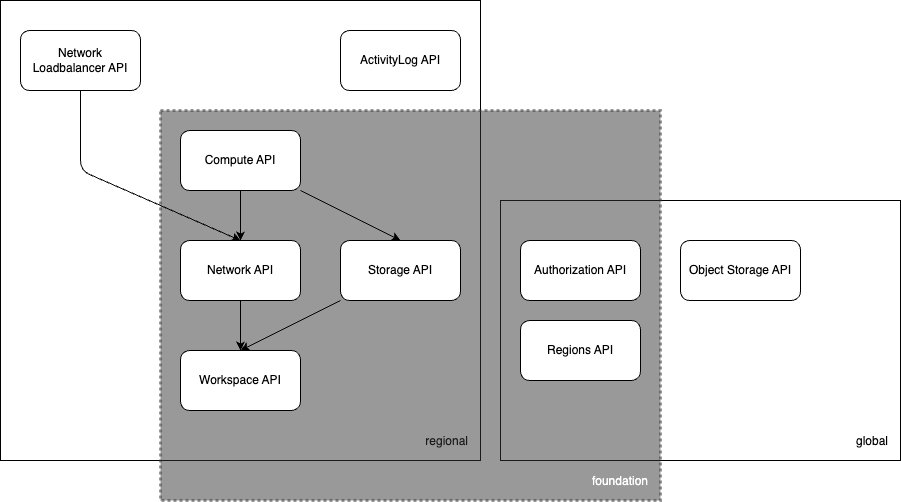 Network
Loadbalancer API
ActivityLog API
Compute API
Network API
Storage API
Authorization API
Object Storage API
Regions API
Workspace API
regional
global
foundation